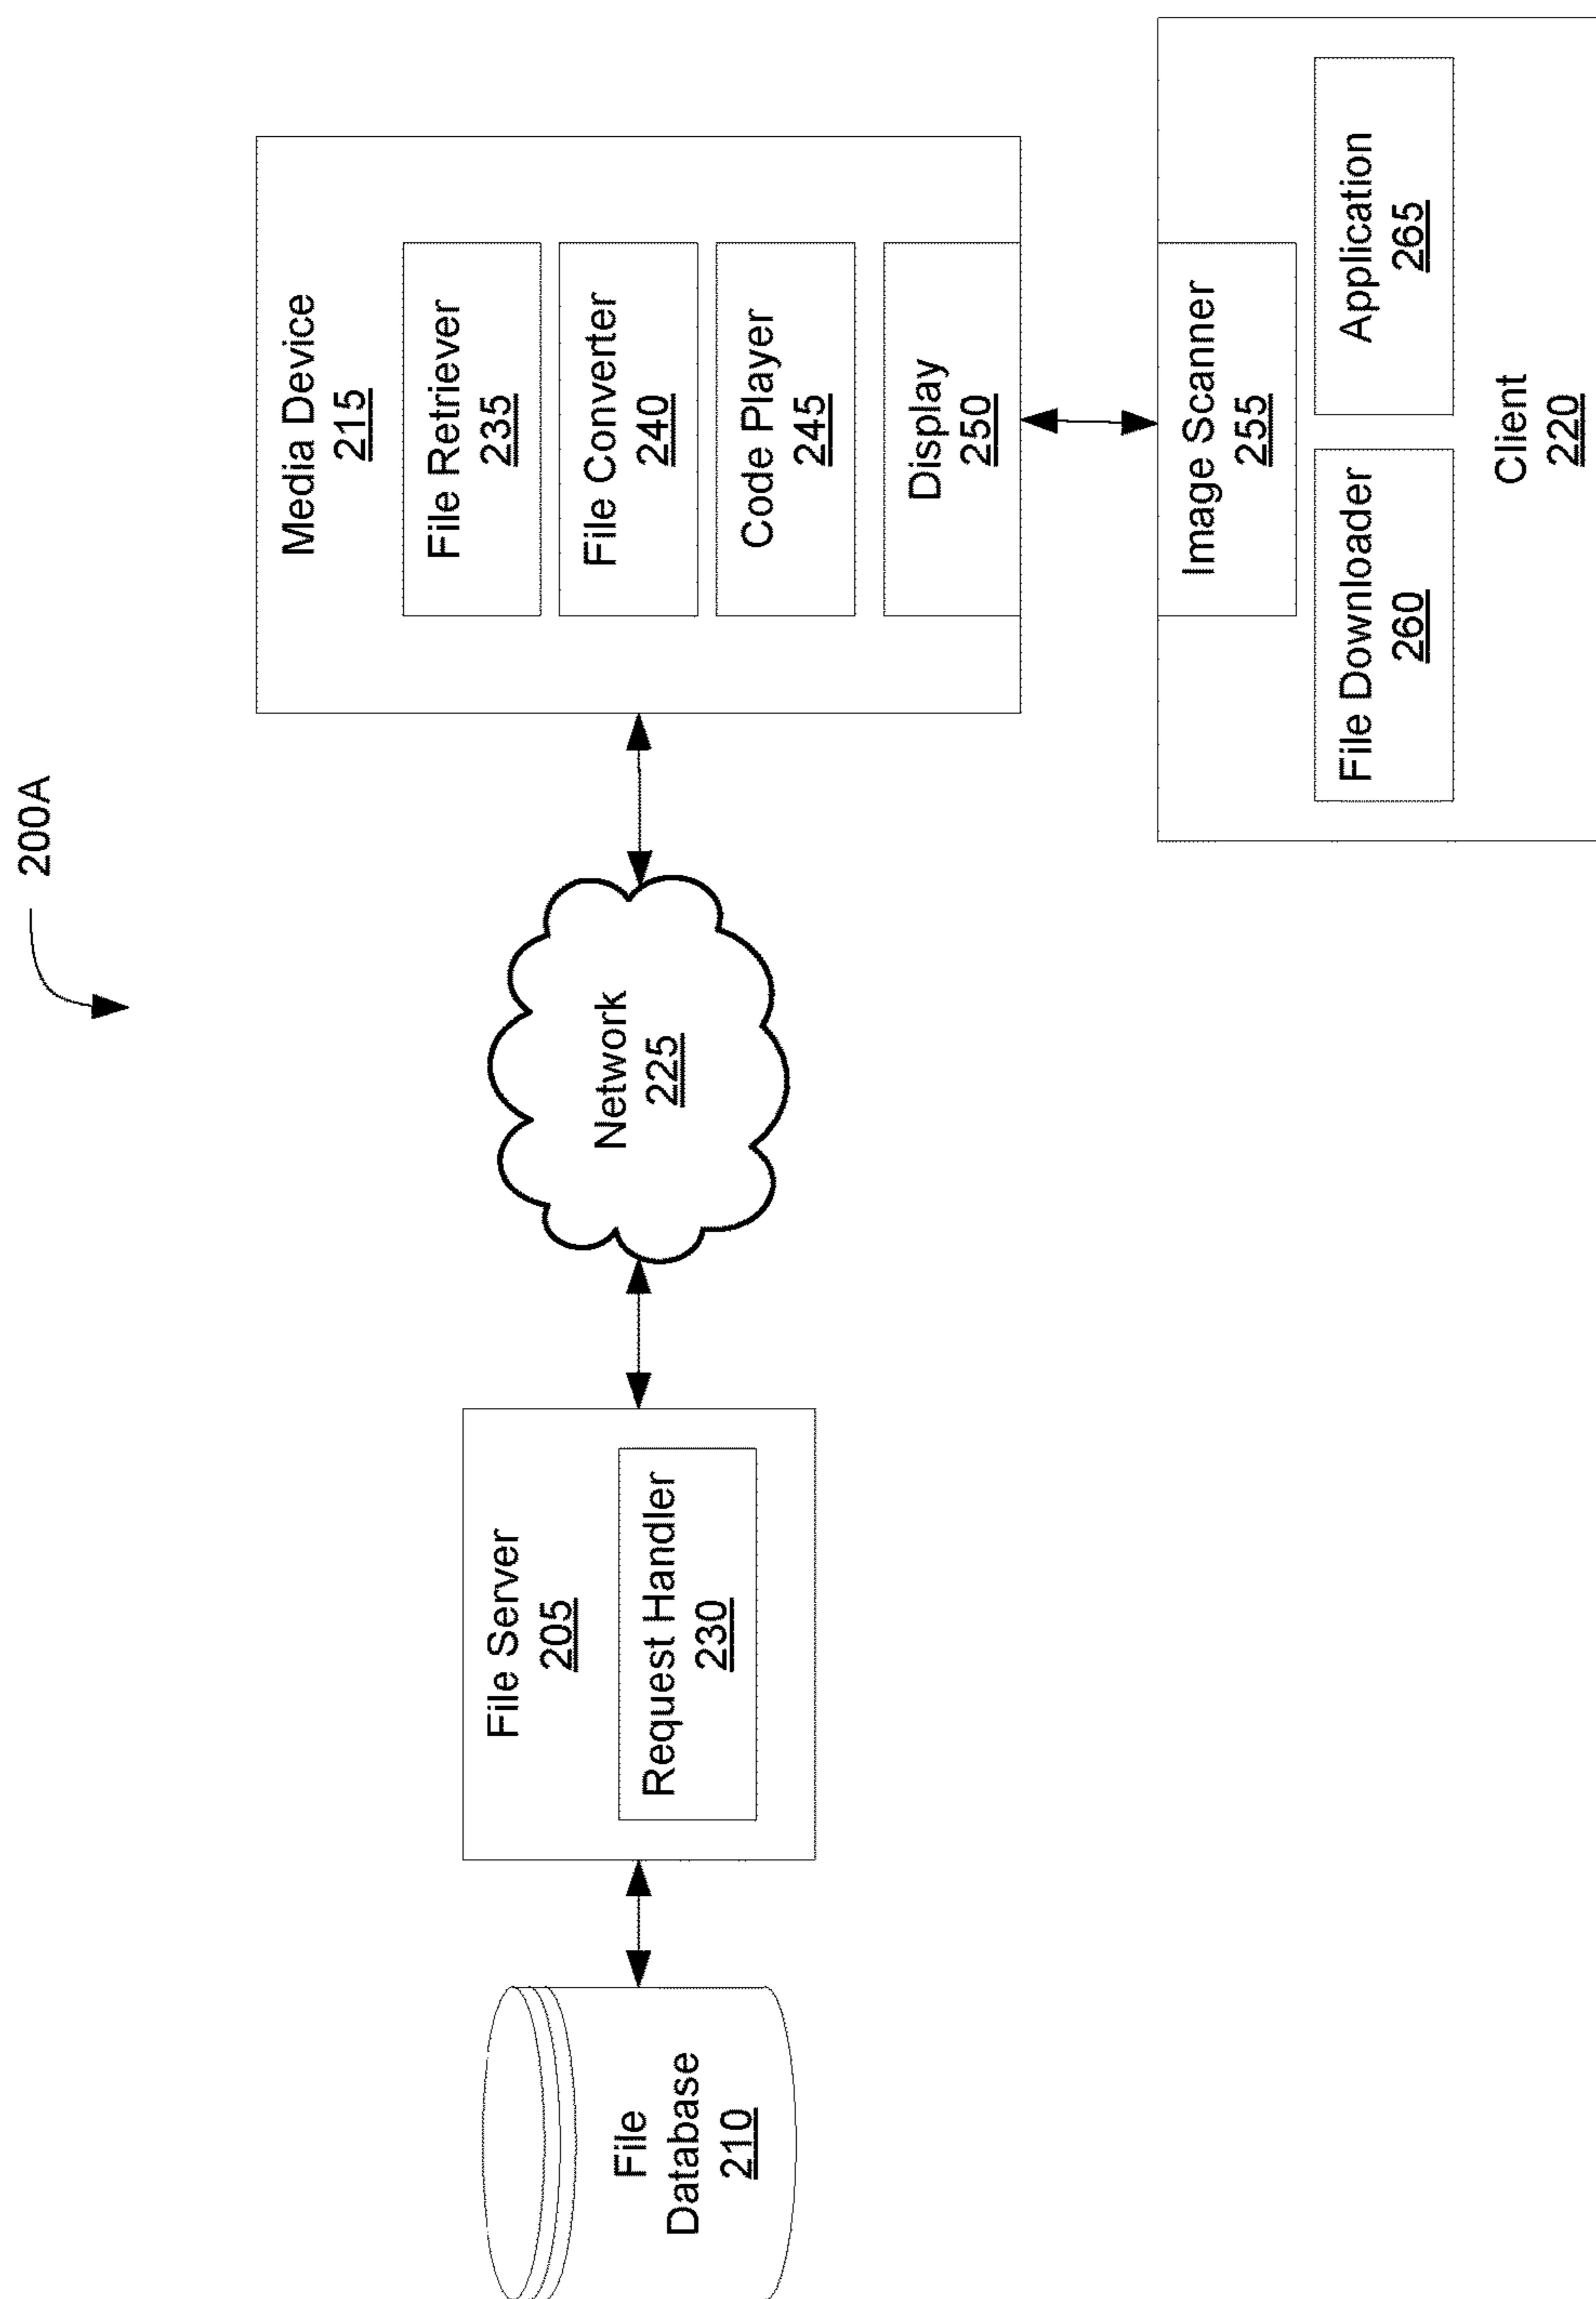 200A
File
Database
210
File Server
205
Request Handler
230
Network
225
Media Device
215
File Retriever
235
File Converter
240
Code Player
245
Display
250
Image Scanner
255
File Downloader
260
Application
265
Client
220